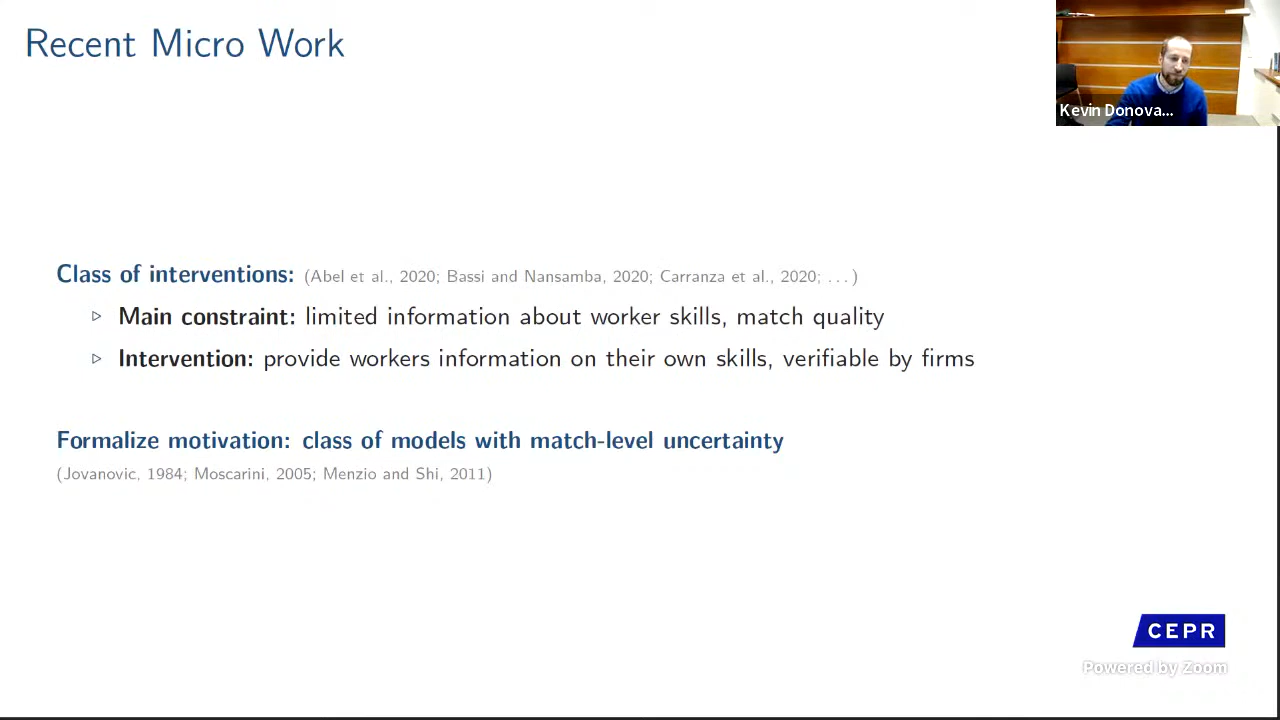 Recent Micro Work
Kevin Donova...
Class of interventions: (Abel et al., 2020; Bassi and Nansamba, 2020; Carranza et al., 2020; ...)
▷ Main constraint: limited information about worker skills, match quality
▷ Intervention: provide workers information on their own skills, verifiable by firms
Formalize motivation: class of models with match-level uncertainty
(Jovanovic, 1984; Moscarini, 2005; Menzio and Shi, 2011)
CEPR
Powered by Zoom